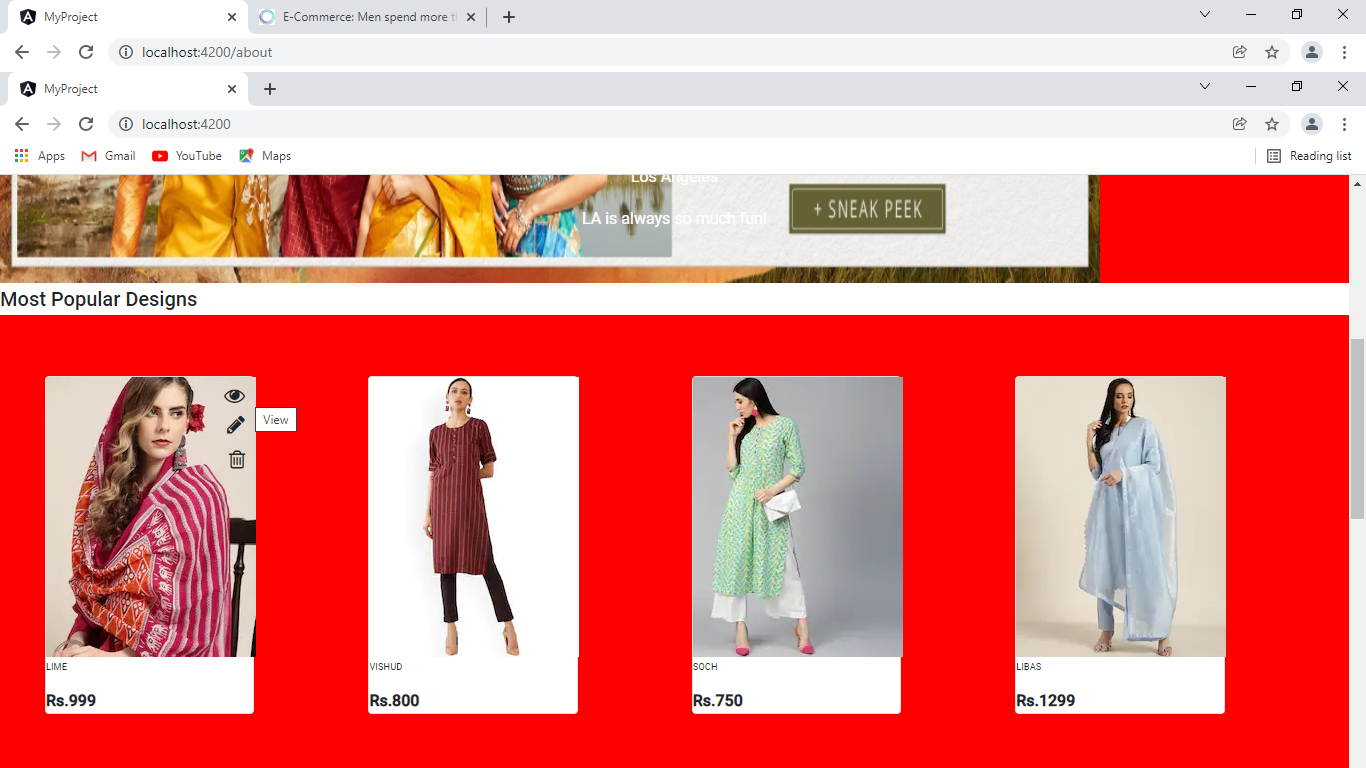 MyProject
E-Commerce: Men spend more t
localhost:4200/about
MyProject
localhost:4200
Apps Gmail YouTube Maps Reading list
Los Angeles
+ SNEAK PEEK
LA is always so much fun!
Most Popular Designs
View
LIME VISHUD SOCH LIBAS
Rs.999 Rs.800 Rs.750 Rs.1299